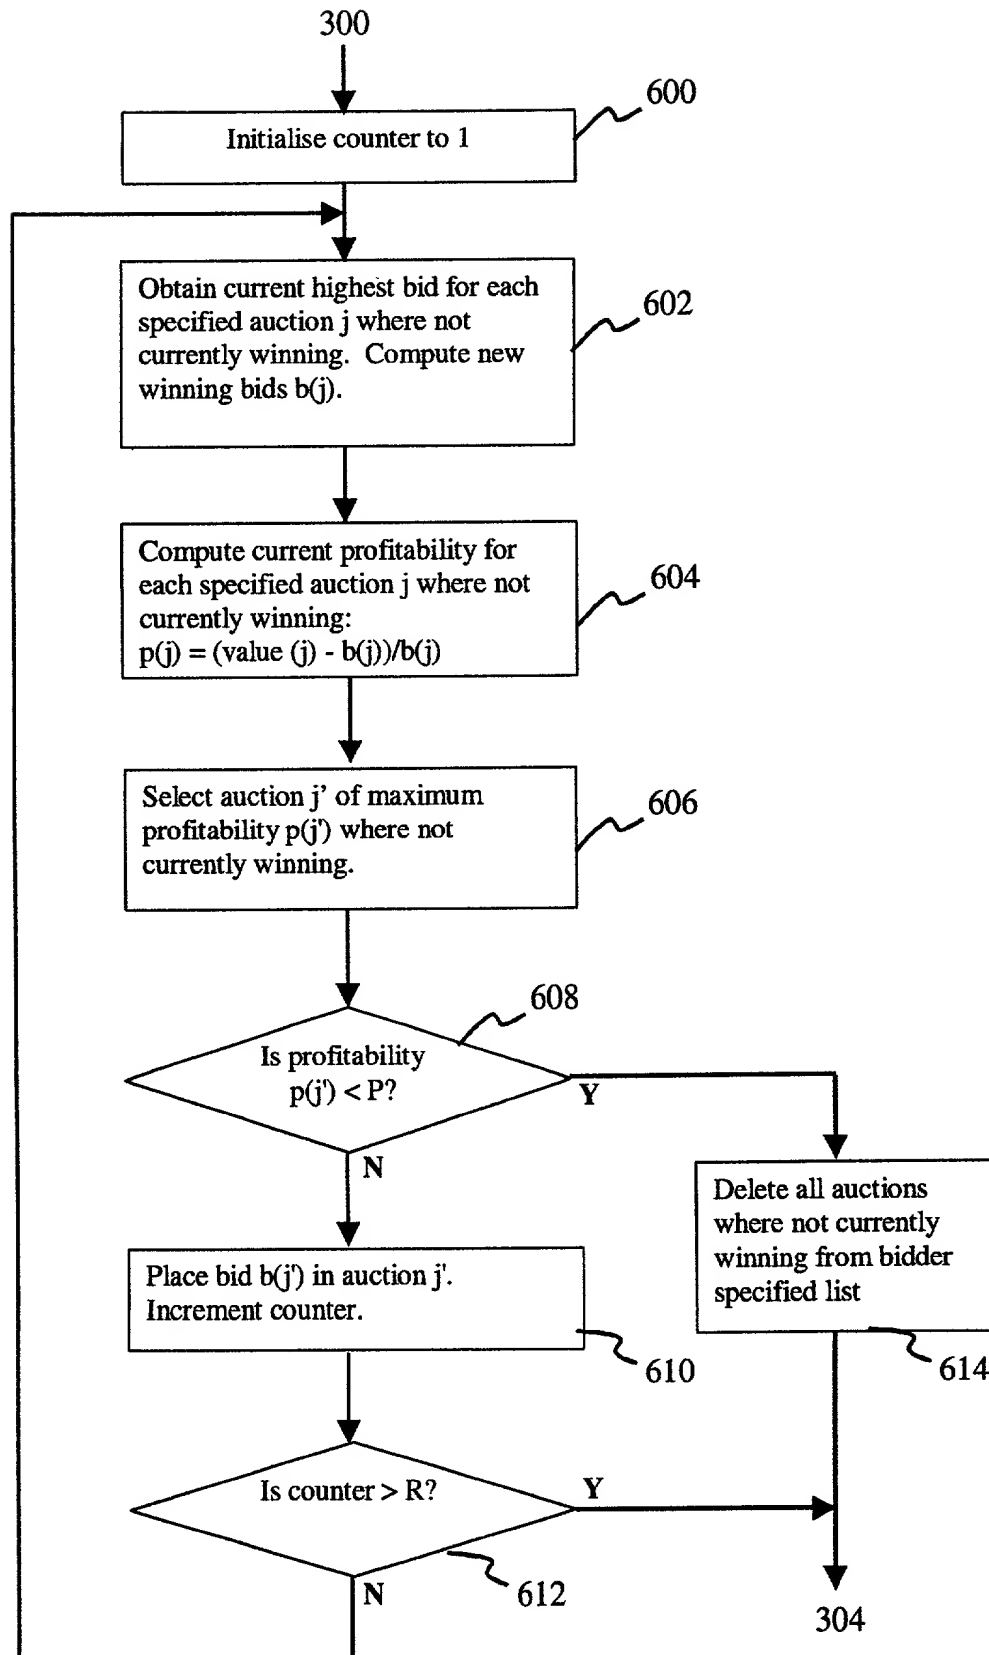 300
600
Initialise counter to 1
Obtain current highest bid for each
specified auction j where not
currently winning. Compute new
winning bids b(j).
602
Compute current profitability for
each specified auction j where not
currently winning:
p(j) = (value (j) - b(j))/b(j)
604
Select auction j' of maximum
profitability p(j') where not
currently winning.
606
608
Is profitability
p(j') < P?
Y
N
Delete all auctions
where not currently
winning from bidder
specified list
614
Place bid b(j') in auction j'.
Increment counter.
610
Is counter > R?
Y
612
N
304